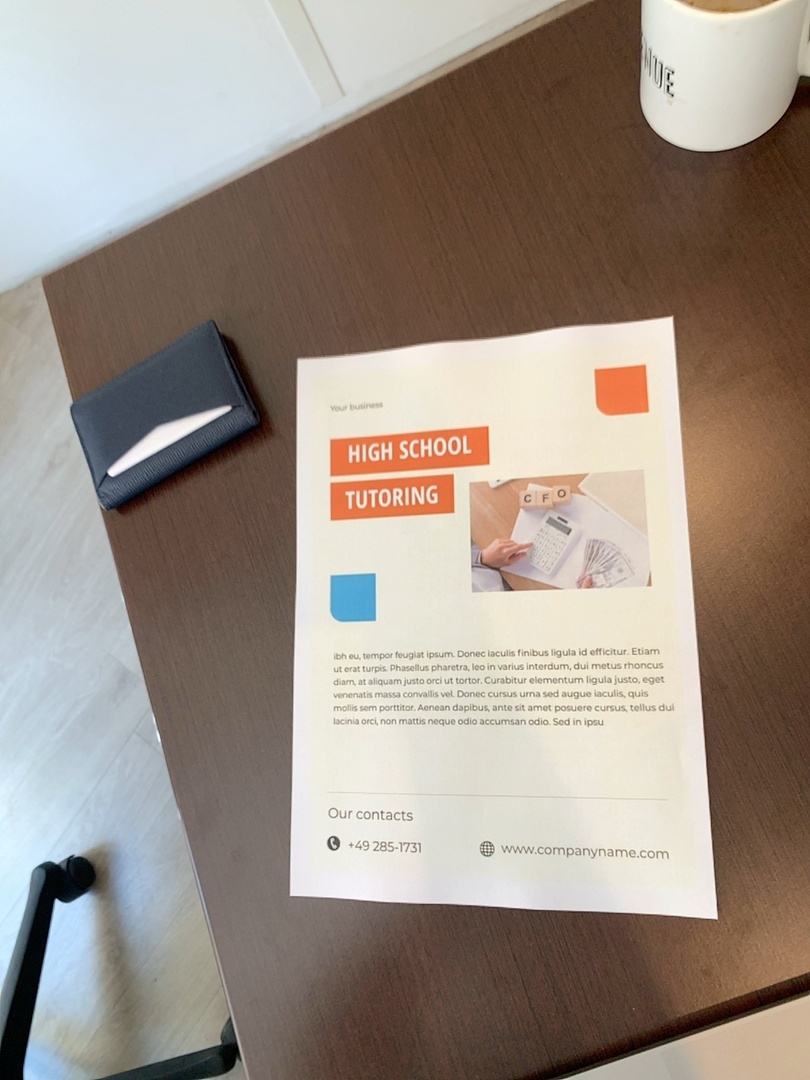 NUE
Your business
HIGH SCHOOL
TUTORING
C F O
ibh eu, tempor feugiat ipsum. Donec iaculis finibus ligula id efficitur. Etiam
ut erat turpis. Phasellus pharetra, leo in varius interdum, dui metus rhoncus
diam, at aliquam justo orci ut tortor. Curabitur elementum ligula justo, eget
venenatis massa convallis vel. Donec cursus urna sed augue iaculis, quis
mollis sem porttitor. Aenean dapibus, ante sit amet posuere cursus, tellus dui
lacinia orci, non mattis neque odio accumsan odio. Sed in ipsu
Our contacts
+49 285-1731
www.companyname.com